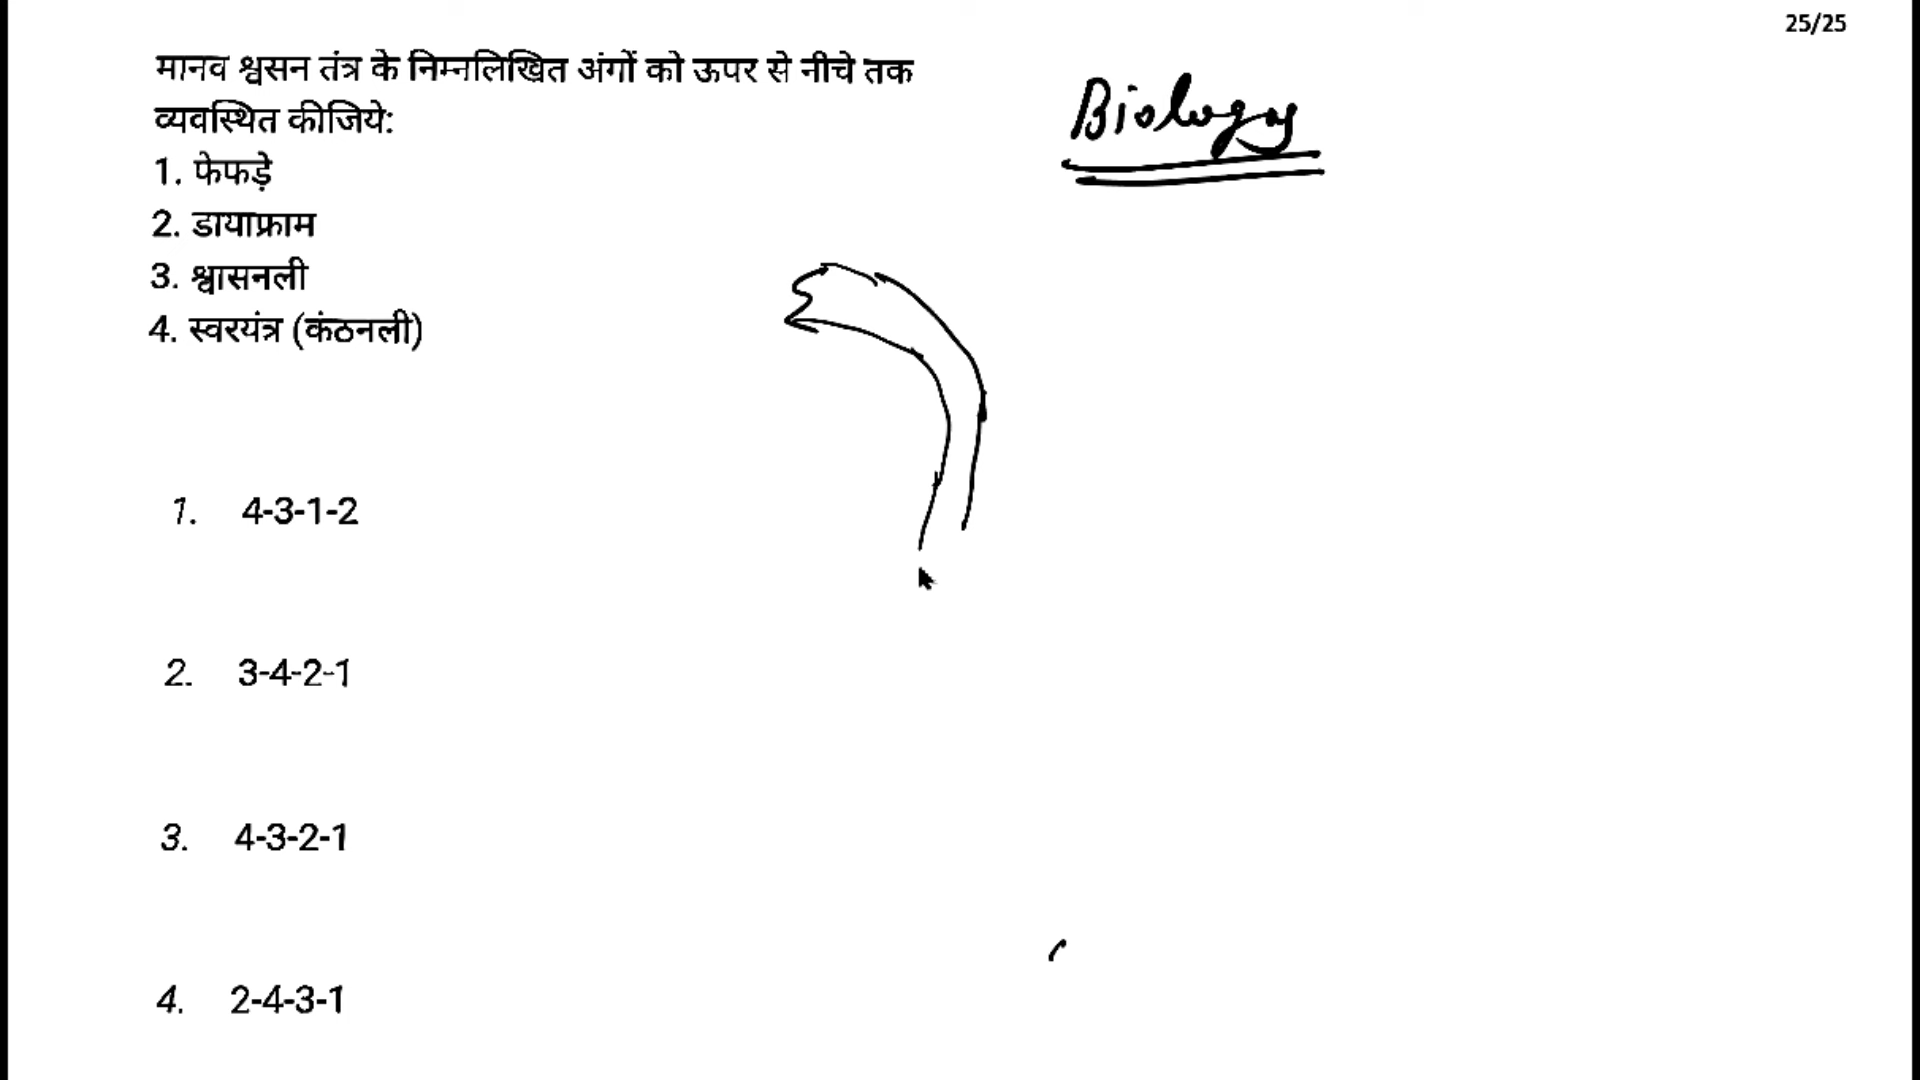 25/25
मानव श्वसन तंत्र के निम्नलिखित अंगों को ऊपर से नीचे तक
व्यवस्थित कीजिये:
1. फेफड़े
2. डायाफ्राम
3. श्वासनली
4. स्वरयंत्र (कंठनली)
Biology
1. 4-3-1-2
2. 3-4-2-1
3. 4-3-2-1
4. 2-4-3-1